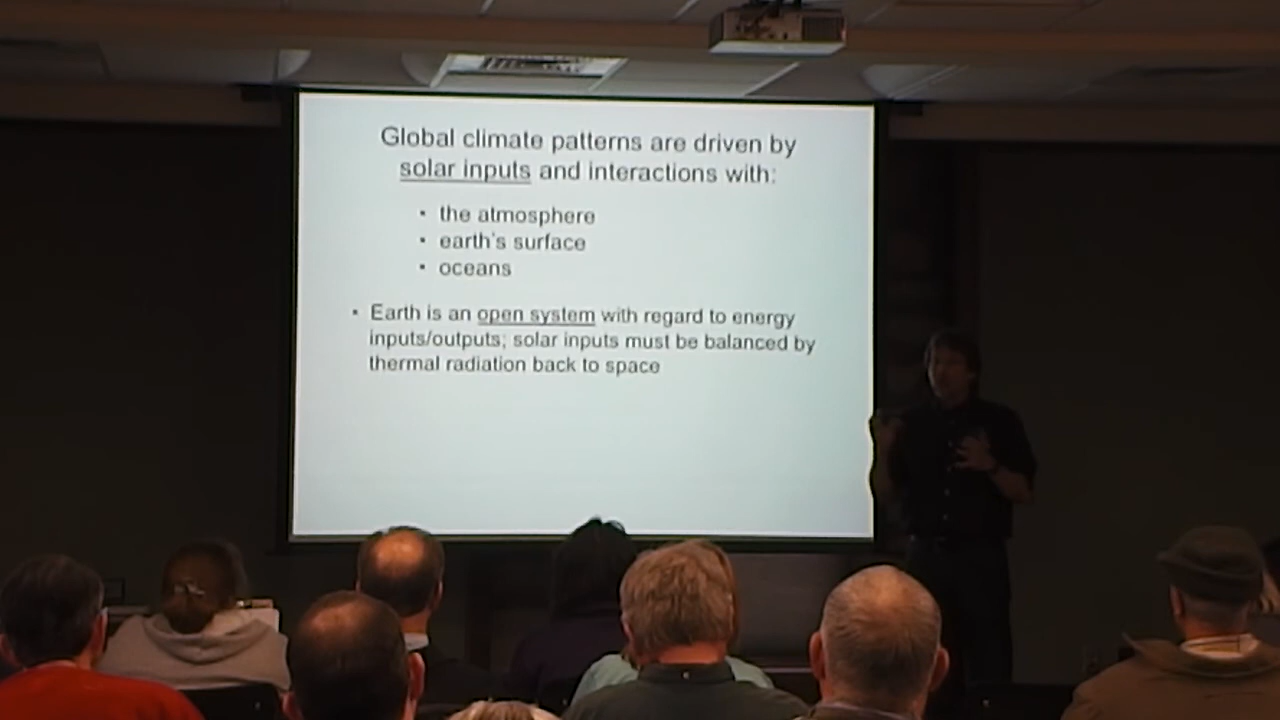 Global climate patterns are driven by
solar inputs and interactions with:
• the atmosphere
• earth's surface
• oceans
• Earth is an open system with regard to energy
inputs/outputs; solar inputs must be balanced by
thermal radiation back to space